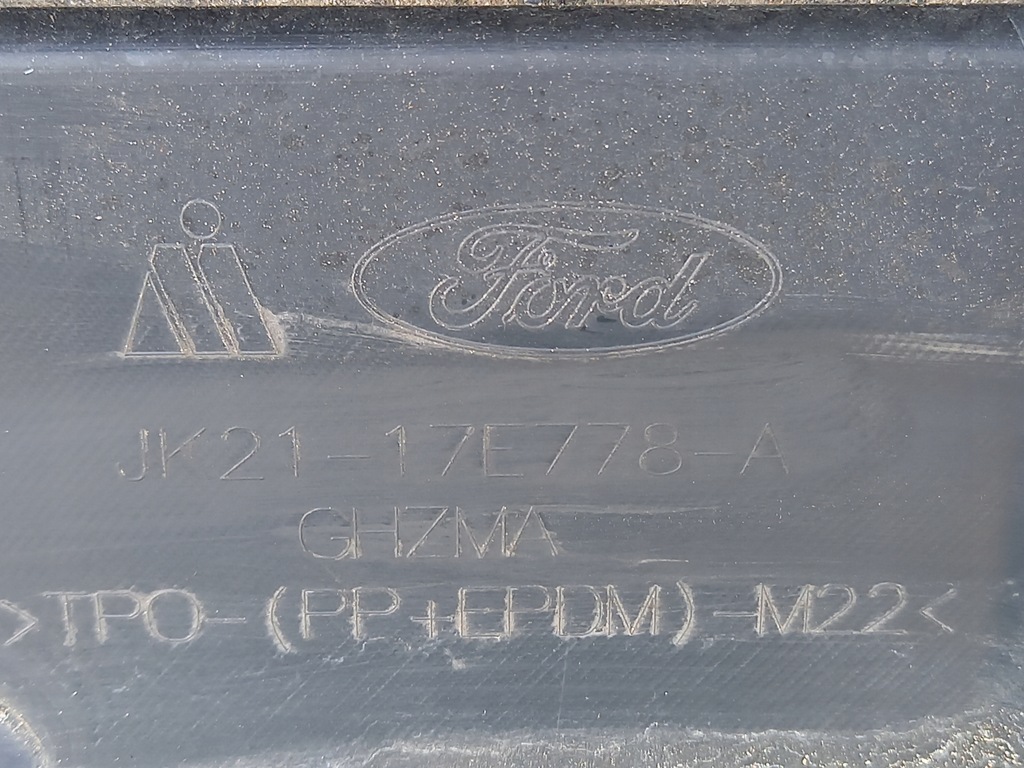 Ford
JK21-17E778-A
GHZMA
>TPO-(PP+EPDM)-M22<